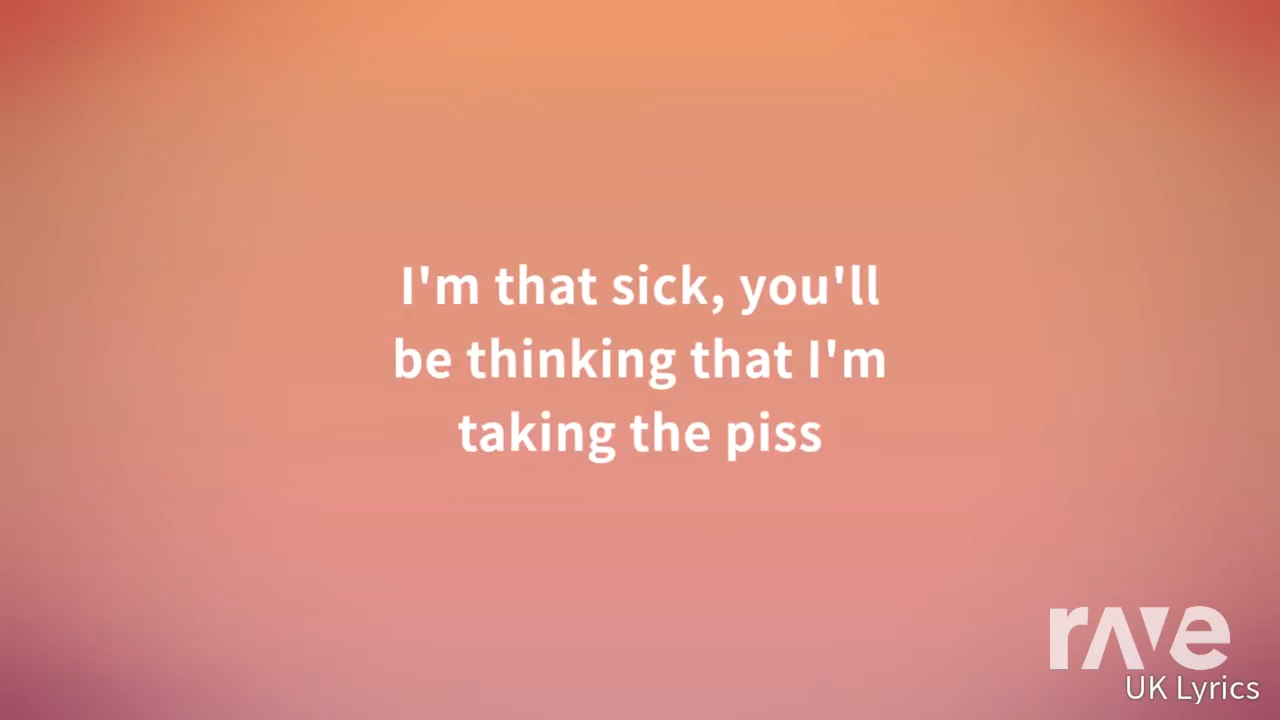 I'm that sick, you'll
be thinking that I'm
taking the piss
rave
UK Lyrics